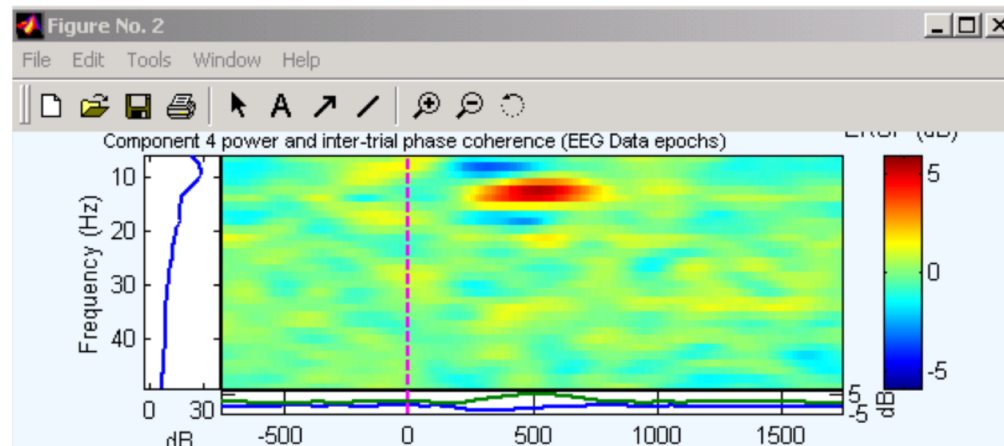 Figure No. 2
File Edit Tools Window Help
A
Component 4 power and inter-trial phase coherence (EEG Data epochs)
(dB)
Frequency (Hz)
10
20
30
40
5
0
-5
5
-5
dB
0 30
dB
-500 0 500 1000 1500